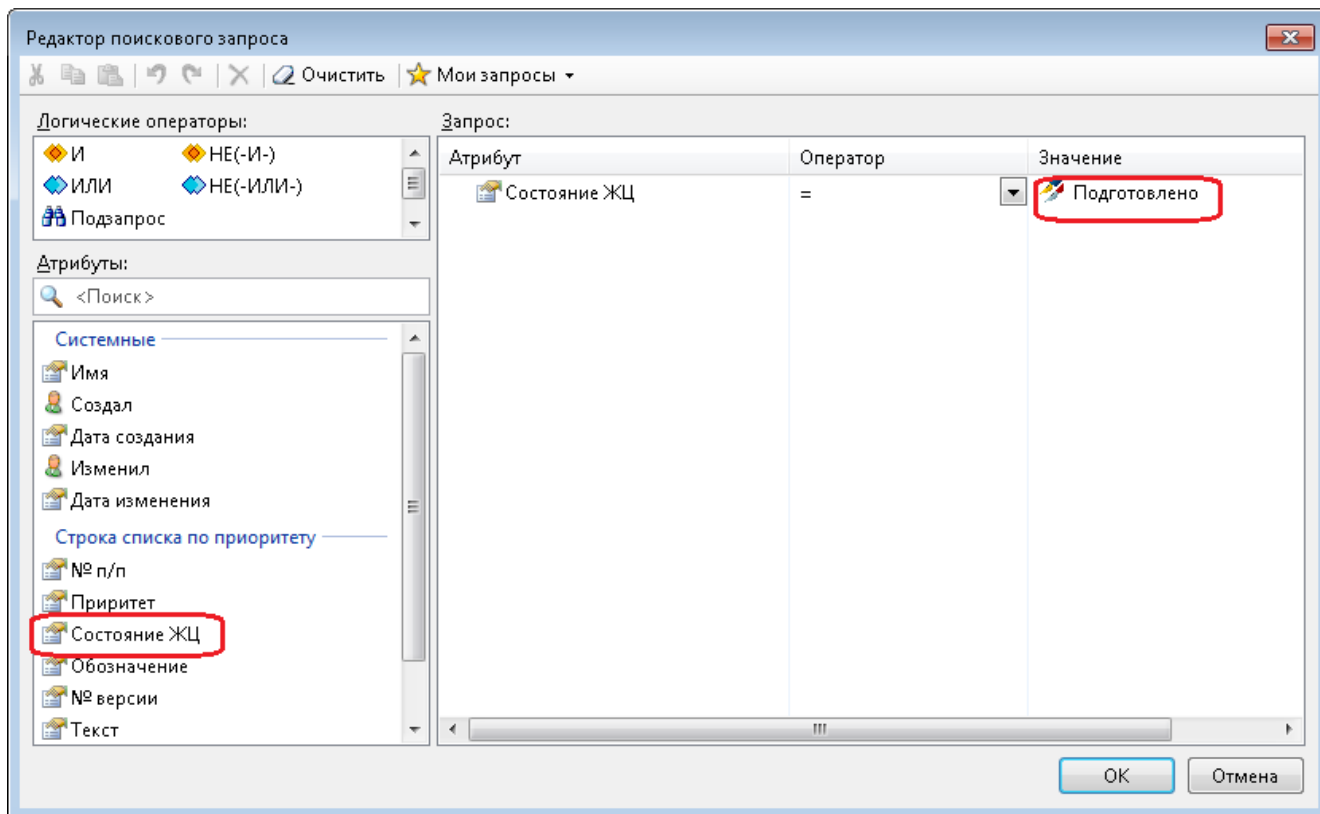 Редактор поискового запроса
Очистить Мои запросы
Логические операторы:
И НЕ(-И-)
ИЛИ НЕ(-ИЛИ-)
Подзапрос
Атрибуты:
<Поиск>
Системные
Имя
Создал
Дата создания
Изменил
Дата изменения
Строка списка по приоритету
№ п/п
Приритет
Состояние ЖЦ
Обозначение
№ версии
Текст
Запрос:
Атрибут Оператор Значение
Состояние ЖЦ = Подготовлено
ОК Отмена